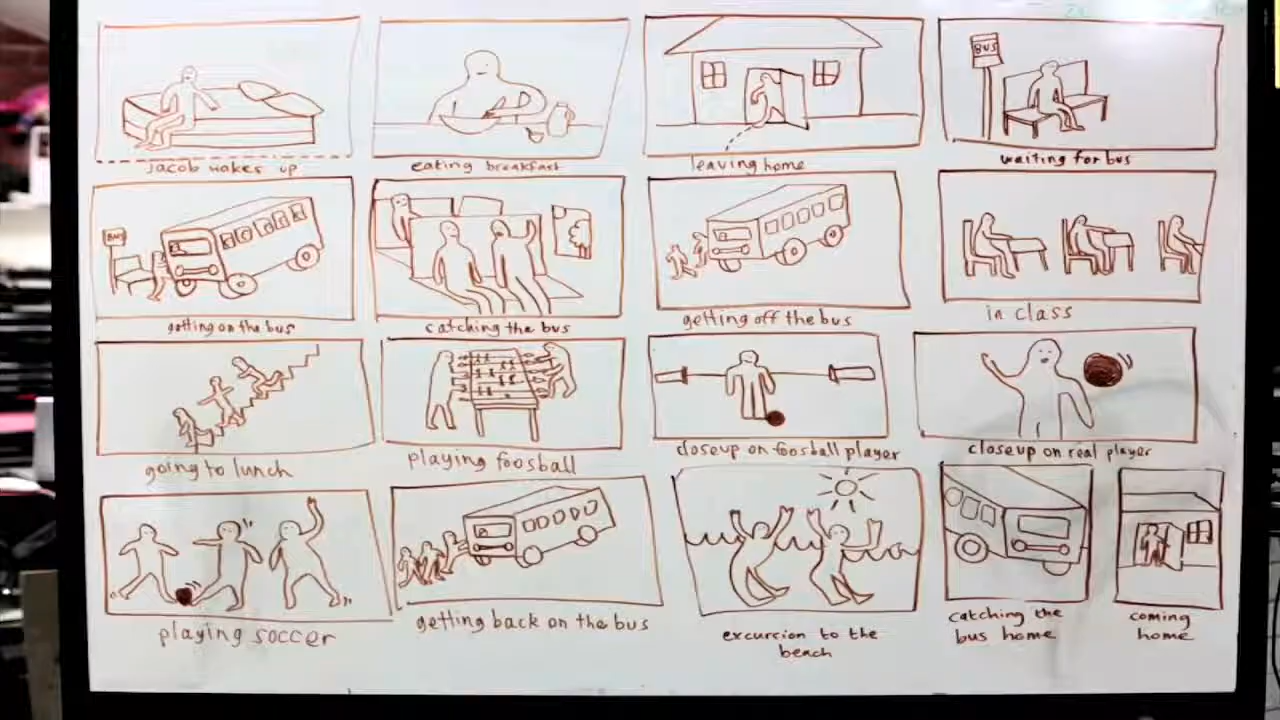 jacob wakes up
eating breakfast
leaving home
BUS
waiting for bus
BUS
getting on the bus
catching the bus
getting off the bus
in class
going to lunch
playing foosball
closeup on foosball player
closeup on real player
playing soccer
getting back on the bus
excursion to the
beach
catching the
bus home
coming
home